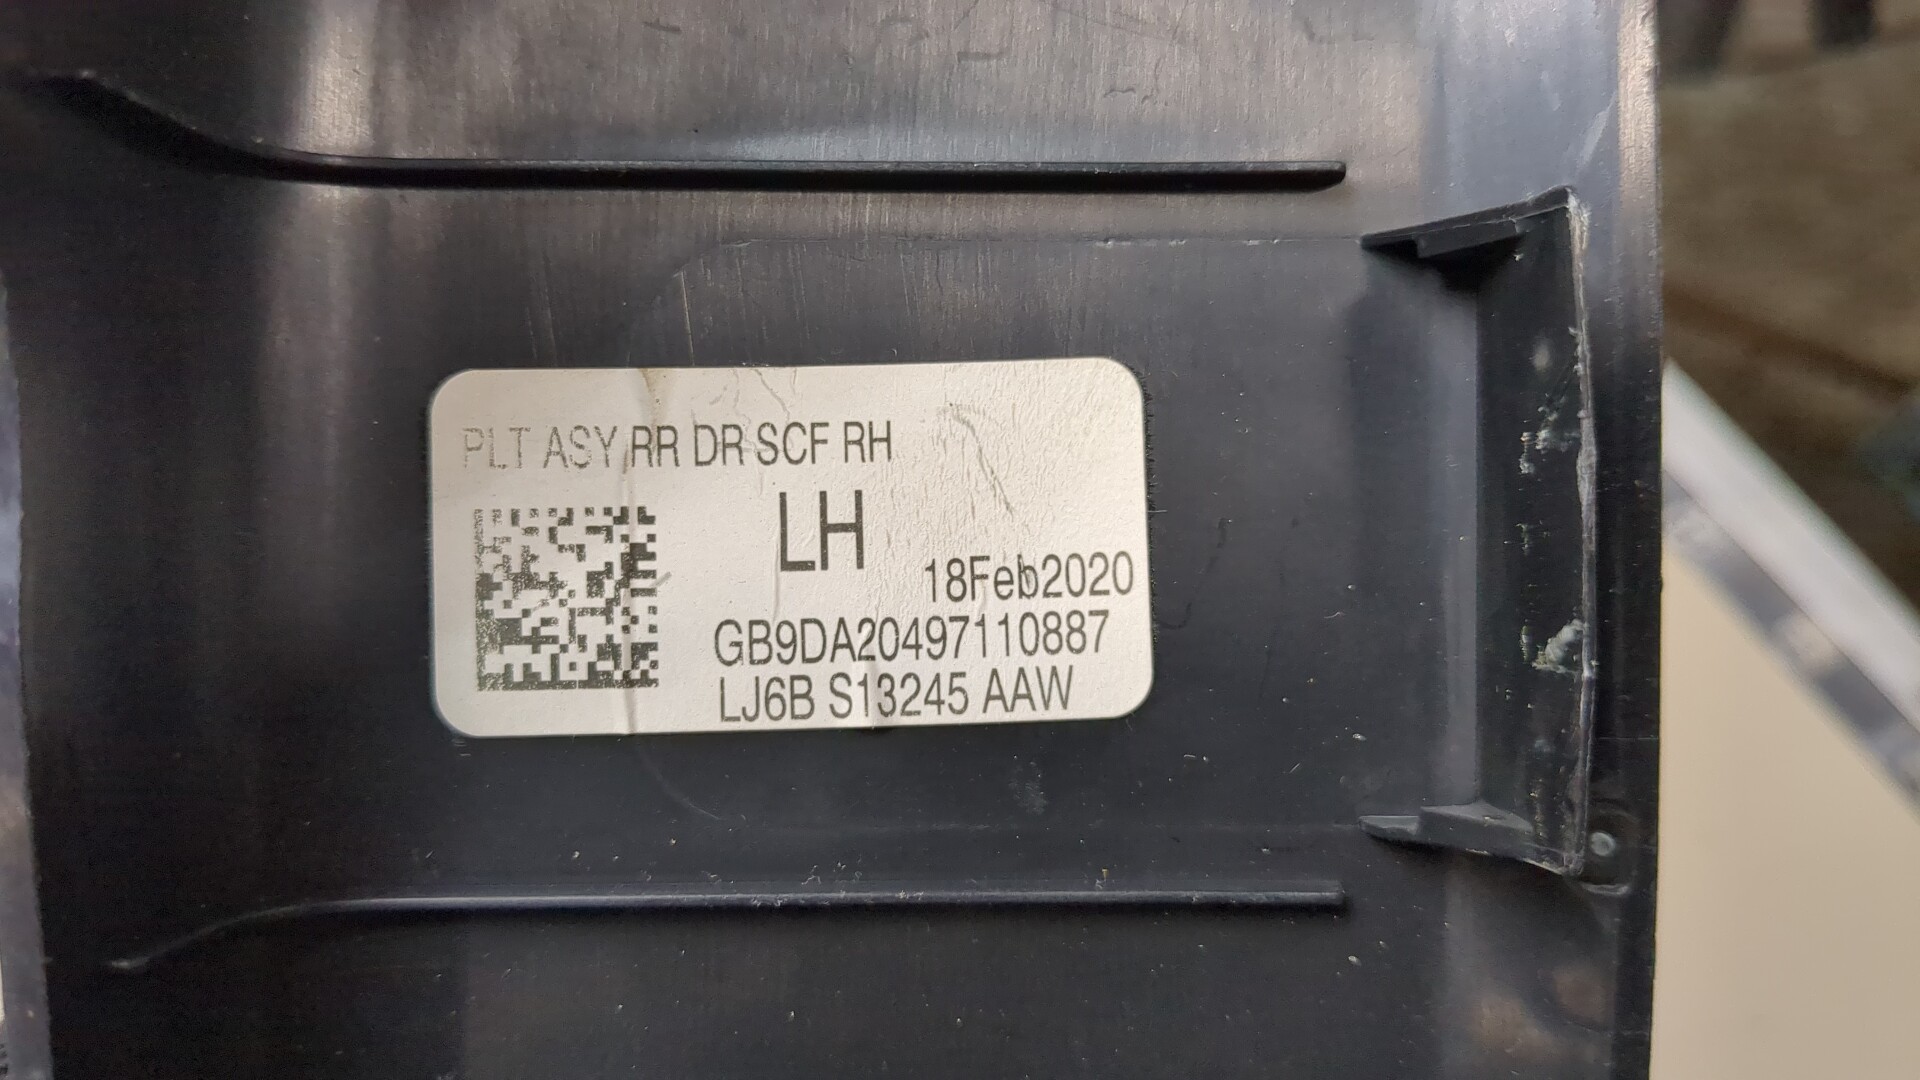 PLT ASY RR DR SCF RH
LH
18Feb2020
GB9DA20497110887
LJ6B S13245 AAW